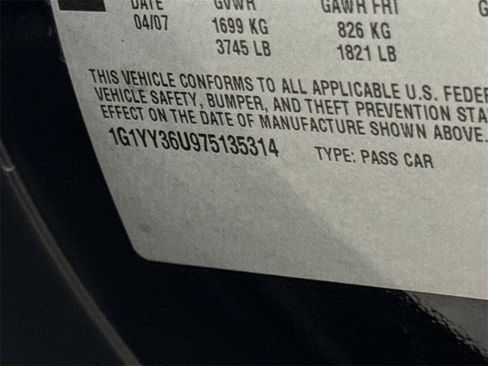 DATE GVWR GAWR FRT G
04/07 1699 KG 826 KG
3745 LB 1821 LB
THIS VEHICLE CONFORMS TO ALL APPLICABLE U.S. FEDER
VEHICLE SAFETY, BUMPER, AND THEFT PREVENTION STA
EFFECT ON THE DATE OF MANUFACTURE SHOWN ABOVE.
1G1YY36U975135314 TYPE: PASS CAR